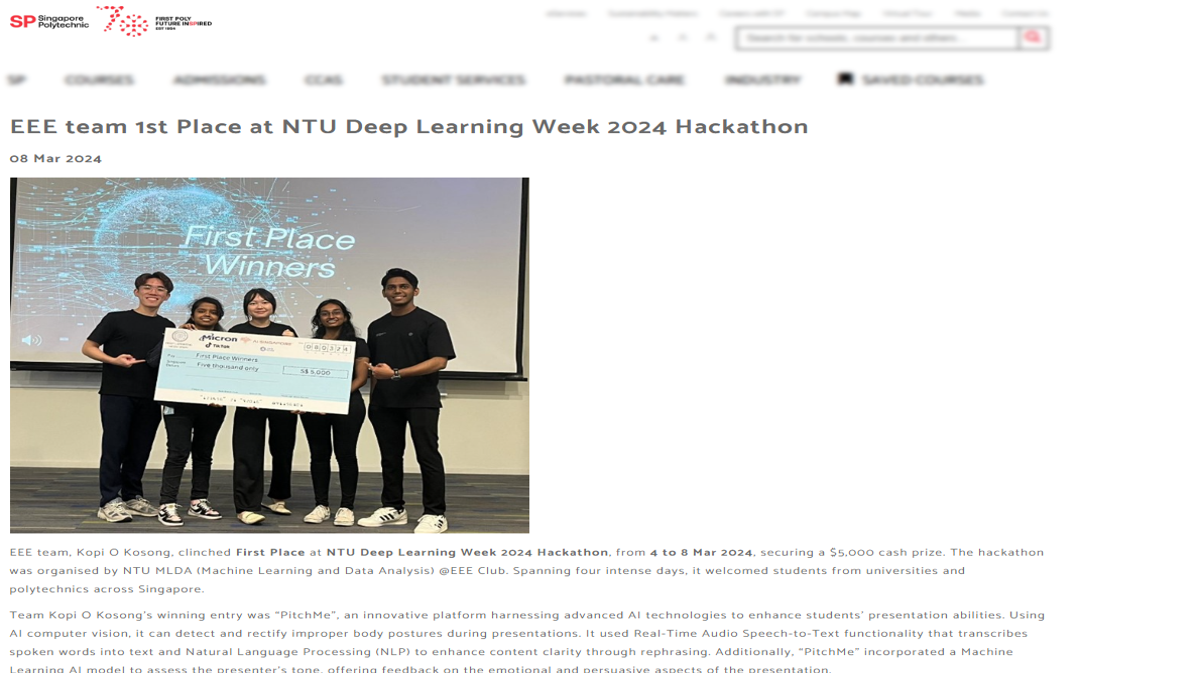 SP Singapore Polytechnic
FIRST POLY
FUTURE INSPIRED
EST 1954
Sustainability Matters
Campus Map
Virtual Tour
Media
Contact Us
Search for schools, courses and others...
SP COURSES ADMISSIONS CCAS STUDENT SERVICES PASTORAL CARE INDUSTRY SAVED COURSES
EEE team 1st Place at NTU Deep Learning Week 2024 Hackathon
08 Mar 2024
First Place
Winners
Micron
TikTok
AI SINGAPORE
080324
First Place Winners
Five thousand only
S$ 5,000
EEE team, Kopi O Kosong, clinched First Place at NTU Deep Learning Week 2024 Hackathon, from 4 to 8 Mar 2024, securing a $5,000 cash prize. The hackathon
was organised by NTU MLDA (Machine Learning and Data Analysis) @EEE Club. Spanning four intense days, it welcomed students from universities and
polytechnics across Singapore.
Team Kopi O Kosong's winning entry was “PitchMe”, an innovative platform harnessing advanced AI technologies to enhance students’ presentation abilities. Using
AI computer vision, it can detect and rectify improper body postures during presentations. It used Real-Time Audio Speech-to-Text functionality that transcribes
spoken words into text and Natural Language Processing (NLP) to enhance content clarity through rephrasing. Additionally, “PitchMe” incorporated a Machine
Learning AI model to assess the presenter's tone, offering feedback on the emotional and persuasive aspects of the presentation.